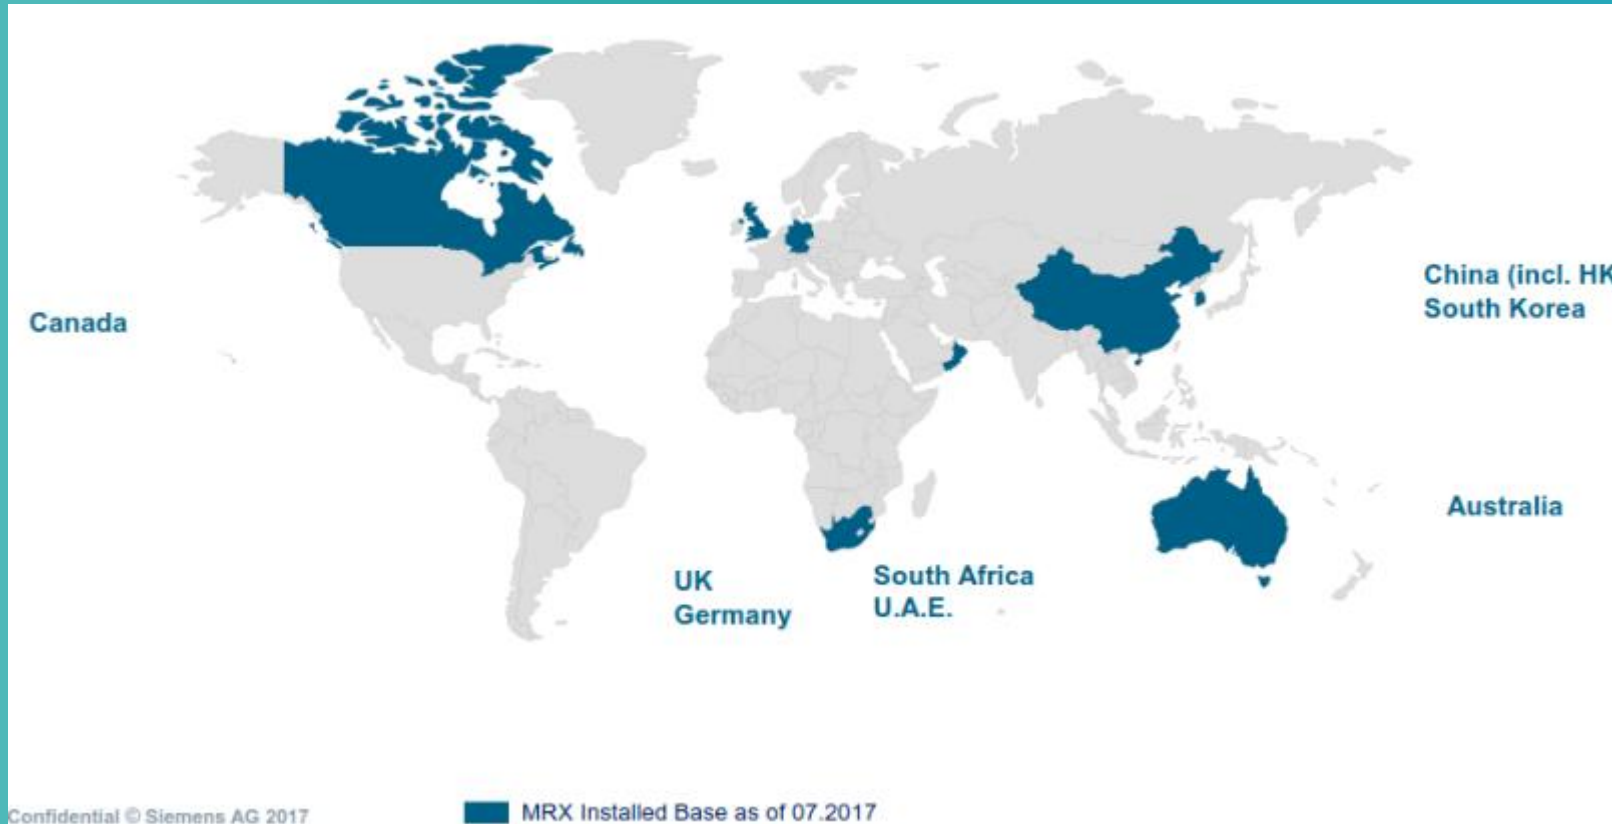 Canada
China (incl. HK
South Korea
Australia
UK
Germany
South Africa
U.A.E.
Confidential © Siemens AG 2017
MRX Installed Base as of 07.2017